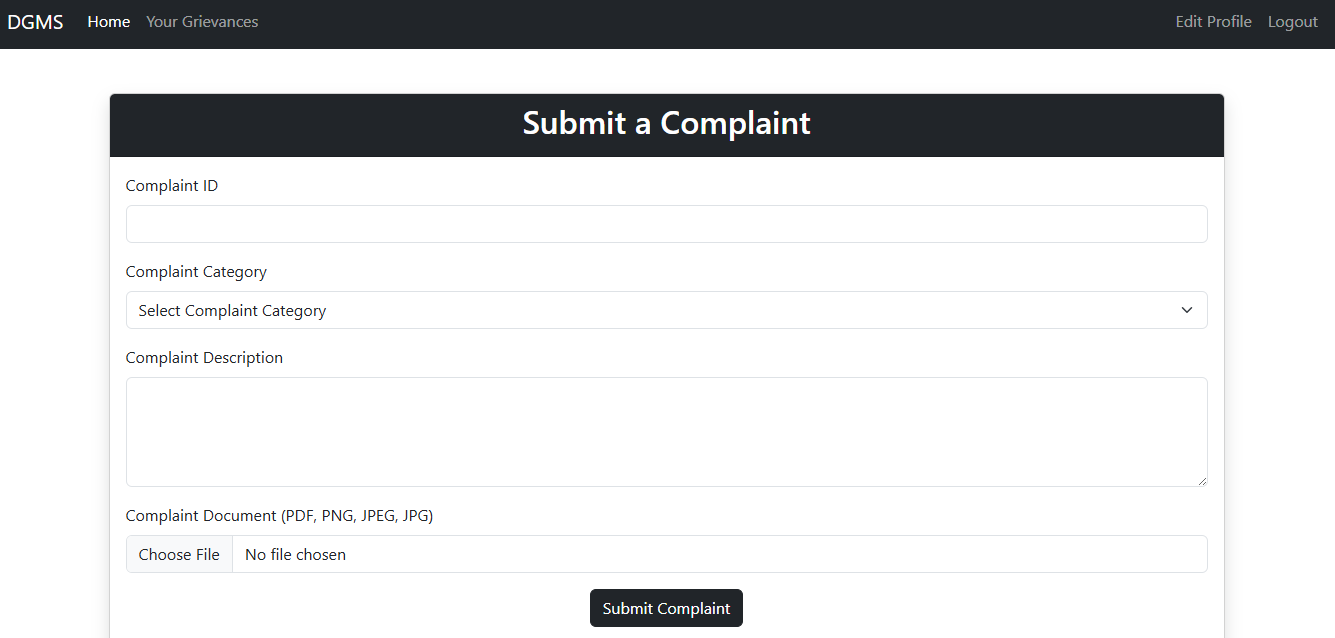 DGMS Home Your Grievances Edit Profile Logout
Submit a Complaint
Complaint ID
Complaint Category
Select Complaint Category
Complaint Description
Complaint Document (PDF, PNG, JPEG, JPG)
Choose File No file chosen
Submit Complaint